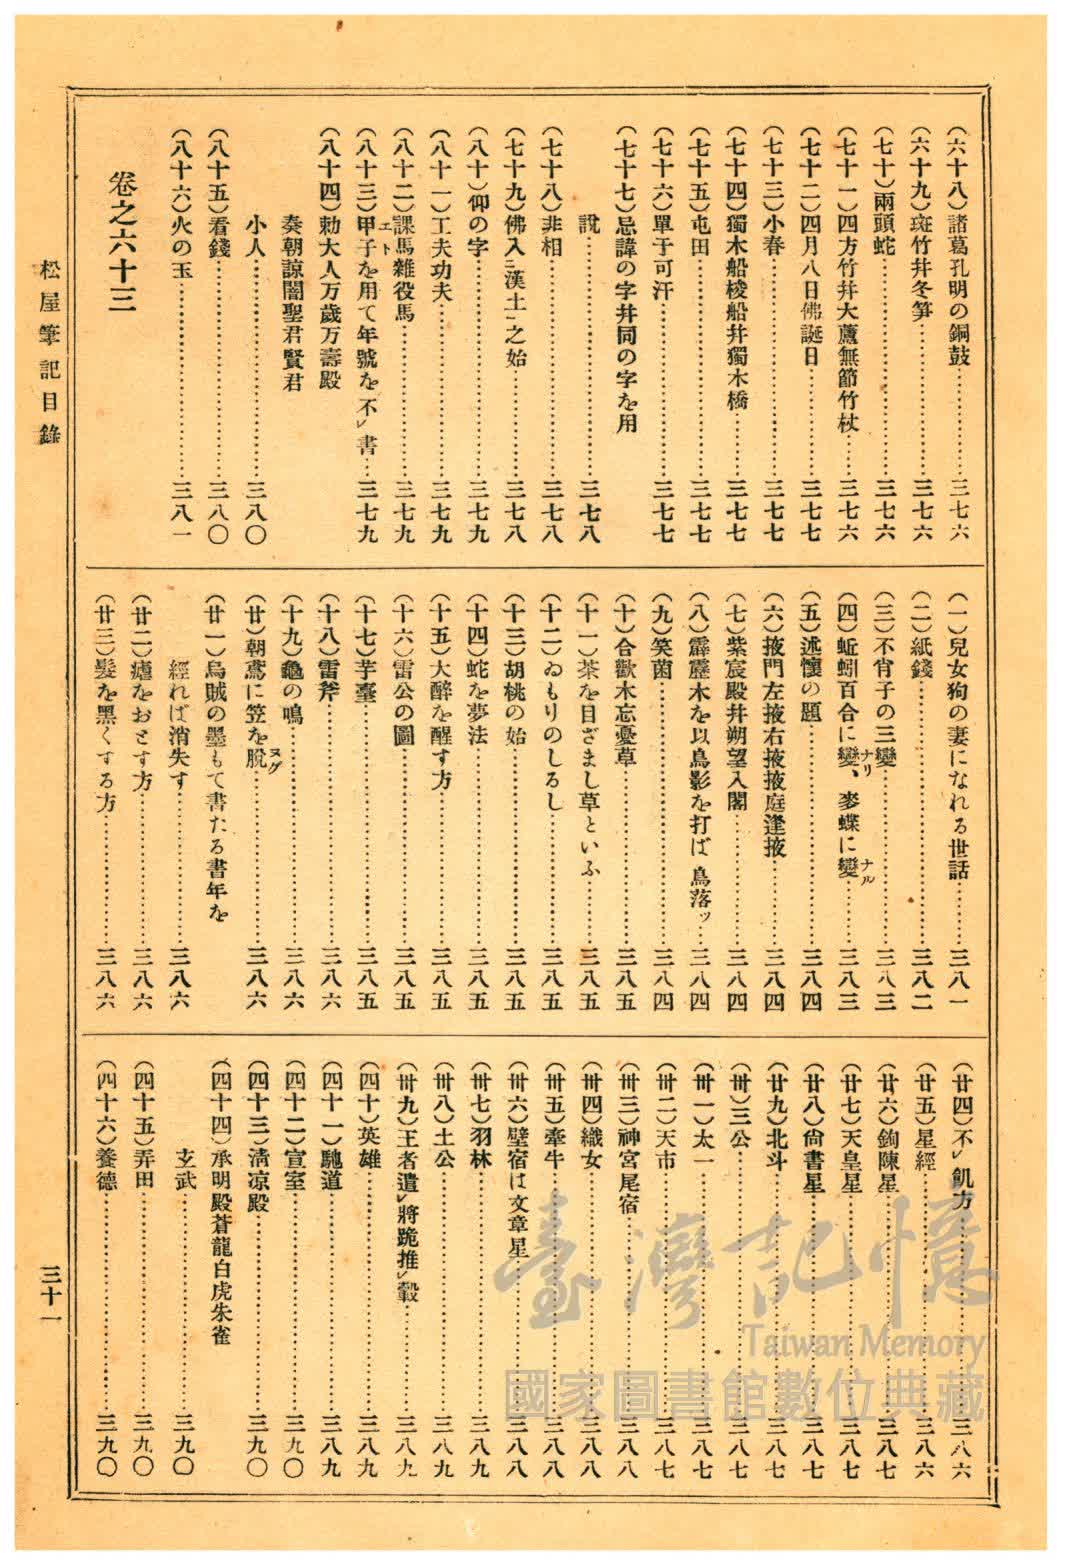 (六十八)諸葛孔明の銅鼓………三七六
(六十九)斑竹幷冬笋………三七六
(七十)兩頭蛇………三七六
(七十一)四方竹幷大蘆無節竹杖……三七六
(七十二)四月八日佛誕日………三七七
(七十三)小春………三七七
(七十四)獨木船棱船幷獨木橋……三七七
(七十五)屯田………三七七
(七十六)單于可汗………三七七
(七十七)忌諱の字幷同の字を用
說………三七八
(七十八)非相………三七八
(七十九)佛入ニ漢土ニ之始………三七八
(八十)仰の字………三七九
(八十一)工夫功夫………三七九
(八十二)課馬雜役馬………三七九
(八十三)甲子エトを用て年號を不レ書…三七九
(八十四)勅大人万歲万壽殿
奏朝諒闇聖君賢君
小人………三八〇
(八十五)看錢………三八〇
(八十六)火の玉………三八一
卷之六十三
(一)兒女狗の妻になれる世話……三八一
(二)紙錢………三八二
(三)不肖子の三變………三八三
(四)蚯蚓百合に變ナリ、麥蝶に變ナル……三八三
(五)述懷の題………三八四
(六)掖門左掖右掖掖庭逢掖………三八四
(七)紫宸殿幷朔望入閣………三八四
(八)霹靂木を以鳥影を打ば鳥落ッ…三八四
(九)笑菌………三八四
(十)合歡木忘憂草………三八五
(十一)茶を目ざまし草といふ……三八五
(十二)ゐもりのしるし………三八五
(十三)胡桃の始………三八五
(十四)蛇を夢法………三八五
(十五)大醉を醒す方………三八五
(十六)雷公の圖………三八五
(十七)芋臺………三八五
(十八)雷斧………三八六
(十九)龜の鳴………三八六
(廿)朝鳶に笠を脫ヌグ………三八六
(廿一)烏賊の墨もて書たる書年を
經れば消失す………三八六
(廿二)瘧をおとす方………三八六
(廿三)髮を黑くする方………三八六
(廿四)不レ飢方………三八六
(廿五)星經………三八六
(廿六)鉤陳星………三八七
(廿七)天皇星………三八七
(廿八)尙書星………三八七
(廿九)北斗………三八七
(卅)三公………三八七
(卅一)太一………三八七
(卅二)天市………三八七
(卅三)神宮尾宿………三八八
(卅四)織女………三八八
(卅五)牽牛………三八八
(卅六)壁宿は文章星………三八八
(卅七)羽林………三八九
(卅八)土公………三八九
(卅九)王者遣レ將跪推レ轂………三八九
(四十)英雄………三八九
(四十一)馳道………三八九
(四十二)宣室………三九〇
(四十三)淸凉殿………三九〇
(四十四)承明殿蒼龍白虎朱雀
玄武………三九〇
(四十五)弄田………三九〇
(四十六)養德………三九〇
松屋筆記目錄
三十一
臺灣記憶
Taiwan Memory
國家圖書館數位典藏